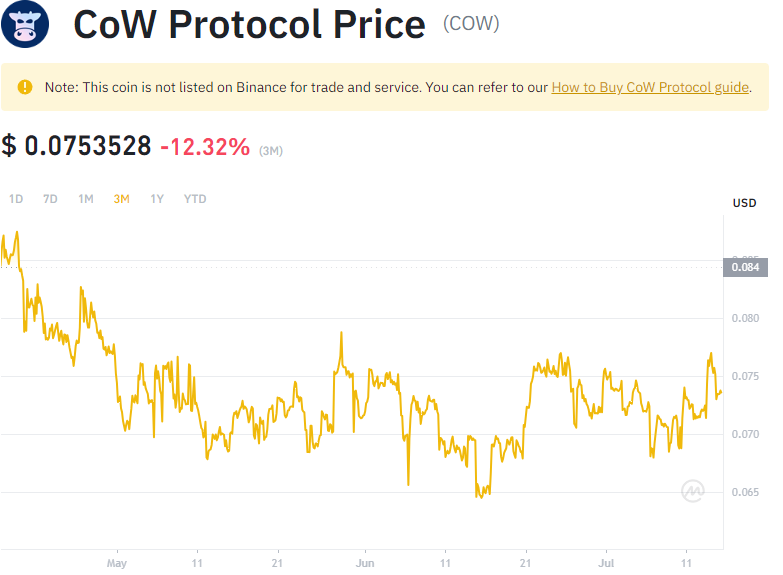 CoW Protocol Price (COW)
Note: This coin is not listed on Binance for trade and service. You can refer to our How to Buy CoW Protocol guide.
$ 0.0753528 -12.32% (3M)
1D 7D 1M 3M 1Y YTD
USD
0.085
0.084
0.080
0.075
0.070
0.065
May 11 21 Jun 11 21 Jul 11